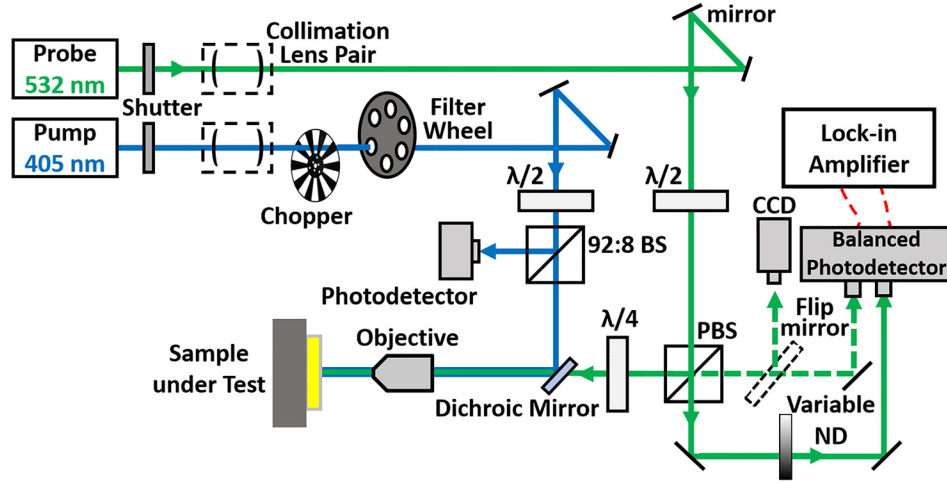 Probe
532 nm
Shutter
Collimation
Lens Pair
mirror
Pump
405 nm
Chopper
Filter
Wheel
λ/2
λ/2
Lock-in
Amplifier
CCD
92:8 BS
Photodetector
Balanced
Photodetector
Sample
under Test
Objective
Dichroic Mirror
λ/4
PBS
Flip
mirror
Variable
ND